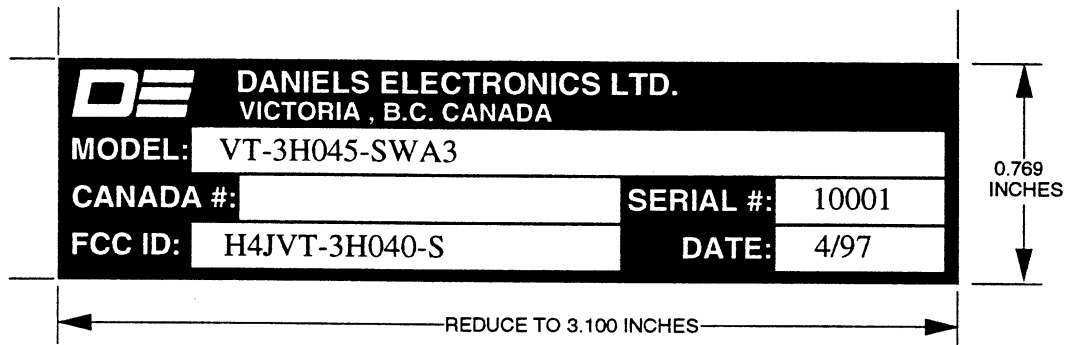 DE DANIELS ELECTRONICS LTD.
VICTORIA , B.C. CANADA
MODEL: VT-3H045-SWA3
CANADA #: SERIAL #: 10001
FCC ID: H4JVT-3H040-S DATE: 4/97
0.769
INCHES
REDUCE TO 3.100 INCHES